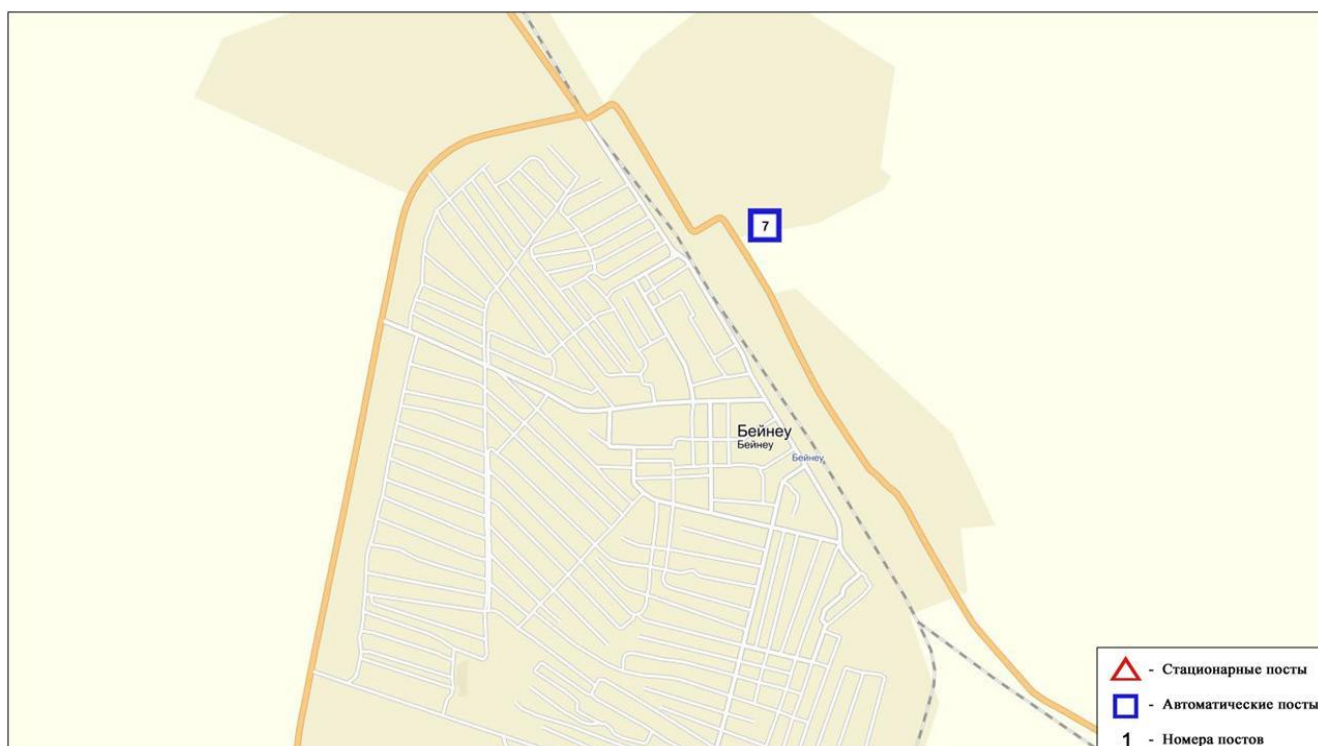 7
Бейнеу
Бейнеу
Бейнеу
- Стационарные посты
- Автоматические посты
1 - Номера постов